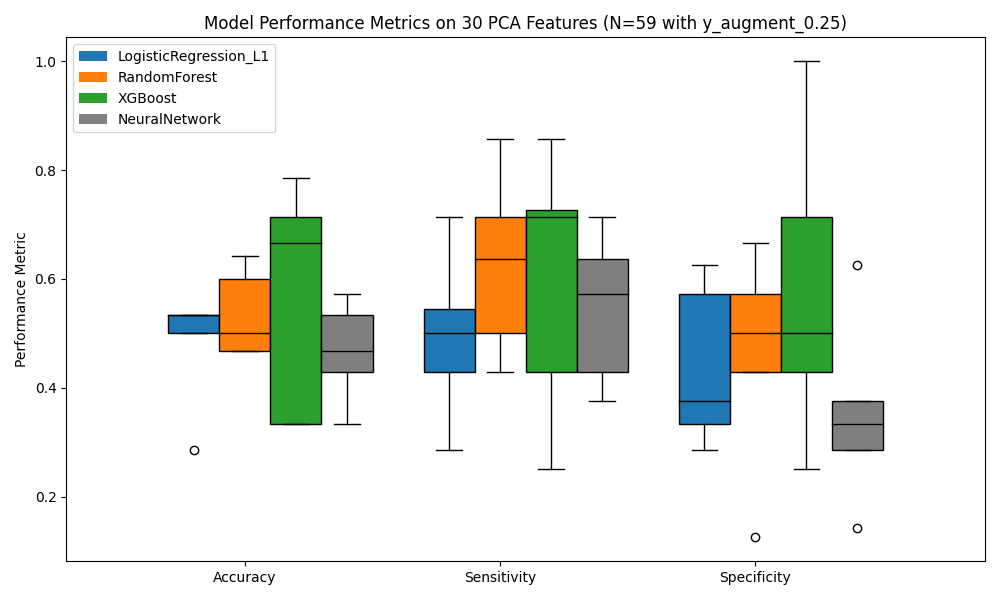 Model Performance Metrics on 30 PCA Features (N=59 with y_augment_0.25)
LogisticRegression_L1
RandomForest
XGBoost
NeuralNetwork
Performance Metric
1.0
0.8
0.6
0.4
0.2
Accuracy
Sensitivity
Specificity